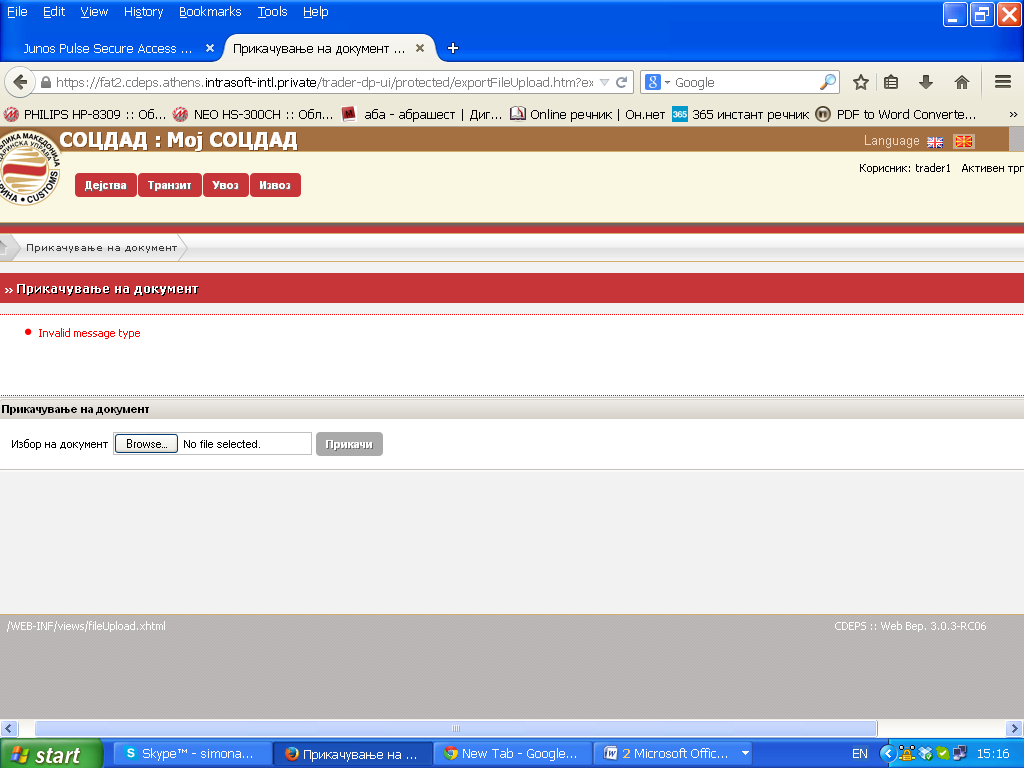 File Edit View History Bookmarks Tools Help
Junos Pulse Secure Access ... Прикачување на документ ...
https://fat2.cdeps.athens.intrasoft-intl.private/trader-dp-ui/protected/exportFileUpload.htm?ex Google
PHILIPS HP-8309 :: Об... NEO HS-300CH :: Обл... аба - абрашест | Диг... Online речник | Он.нет 365 инстант речник PDF to Word Converte... »
СОЦДАД : Мој СОЦДАД Language
Корисник: trader1 Активен трг
Дејства Транзит Увоз Извоз
Прикачување на документ
» Прикачување на документ
Invalid message type
Прикачување на документ
Избор на документ Browse... No file selected. Прикачи
/WEB-INF/views/fileUpload.xhtml CDEPS :: Web Вер. 3.0.3-RC06
start Skype™ - simona... Прикачување на ... New Tab - Google... 2 Microsoft Offic... EN 15:16